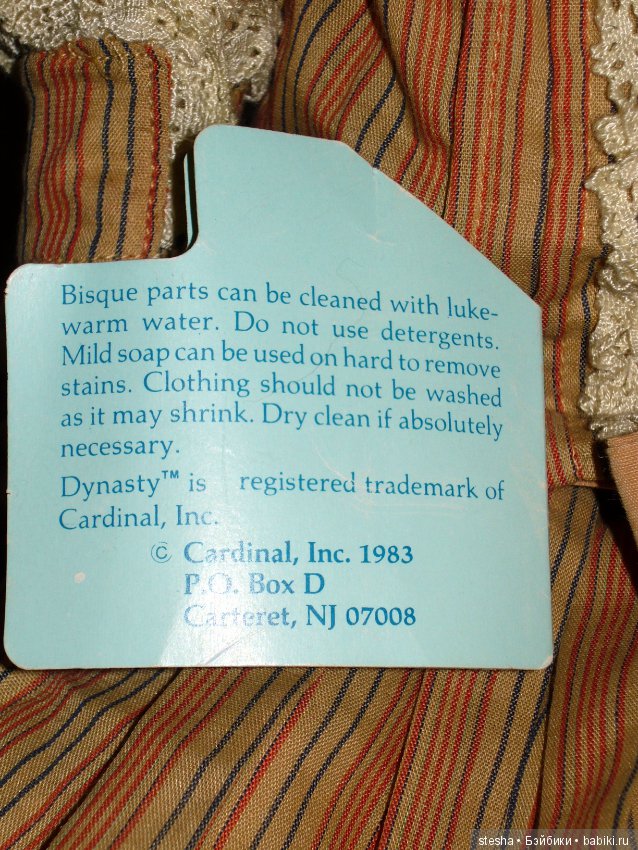 Bisque parts can be cleaned with luke-
warm water. Do not use detergents.
Mild soap can be used on hard to remove
stains. Clothing should not be washed
as it may shrink. Dry clean if absolutely
necessary.
Dynasty™ is registered trademark of
Cardinal, Inc.
© Cardinal, Inc. 1983
P.O. Box D
Carteret, NJ 07008
stesha • Бэйбики • babiki.ru